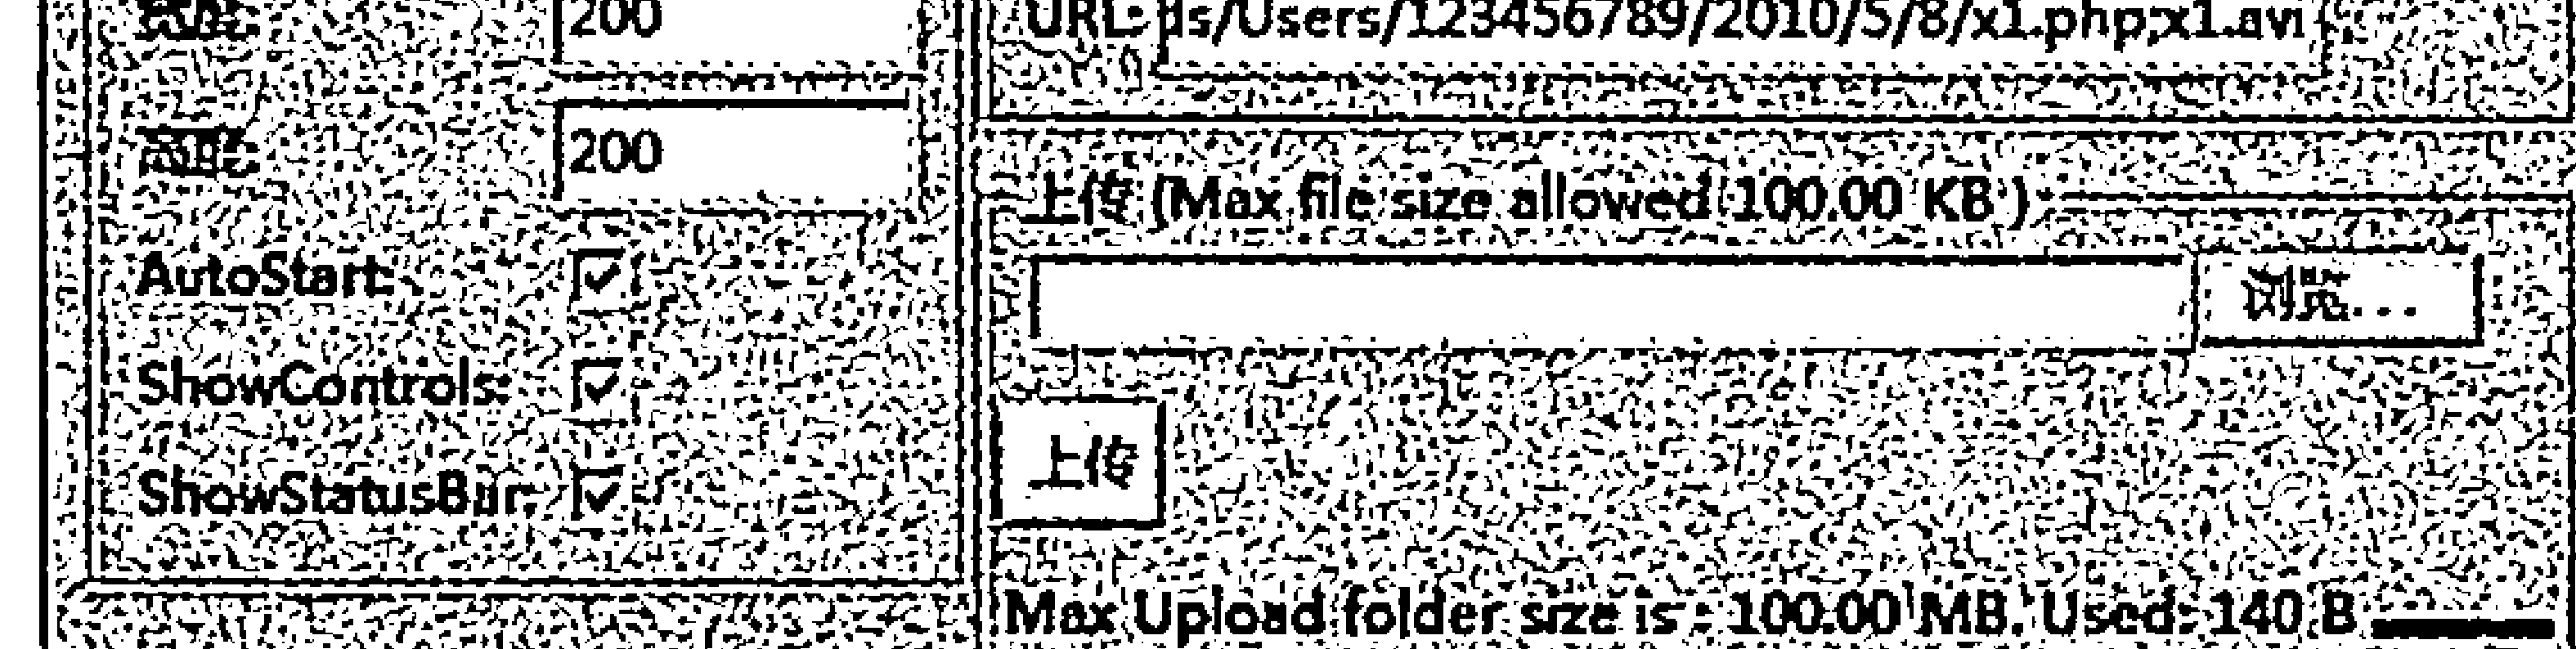 200
URL: ds/Users/123456789/2010/5/8/x1.php;x1.avi
200
上传 (Max file size allowed 100.00 KB )
AutoStart:
浏览...
ShowControls:
上传
ShowStatusBar:
Max Upload folder size is : 100.00 MB. Used: 140 B